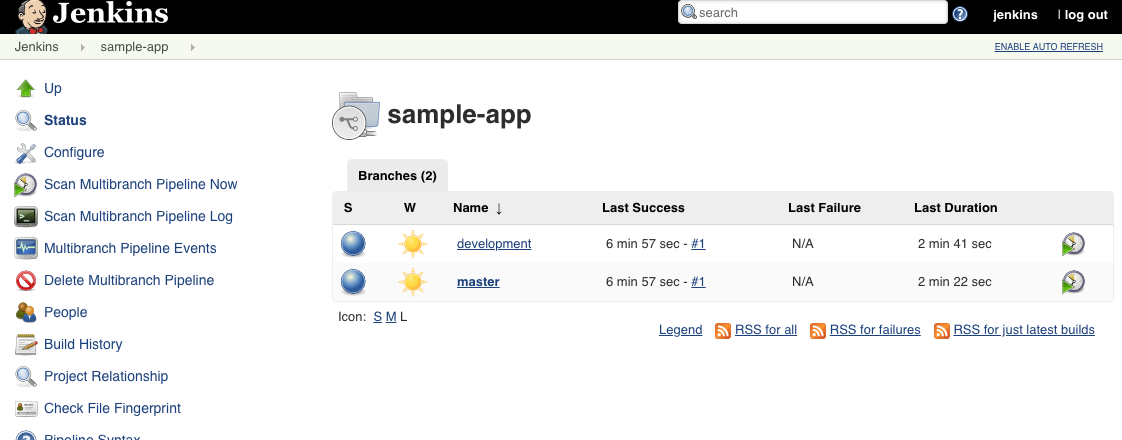 Jenkins
search
jenkins | log out
Jenkins sample-app
ENABLE AUTO REFRESH
Up
Status
Configure
Scan Multibranch Pipeline Now
Scan Multibranch Pipeline Log
Multibranch Pipeline Events
Delete Multibranch Pipeline
People
Build History
Project Relationship
Check File Fingerprint
Pipeline Syntax
sample-app
Branches (2)
S W Name ↓ Last Success Last Failure Last Duration
development 6 min 57 sec - #1 N/A 2 min 41 sec
master 6 min 57 sec - #1 N/A 2 min 22 sec
Icon: S M L
Legend RSS for all RSS for failures RSS for just latest builds